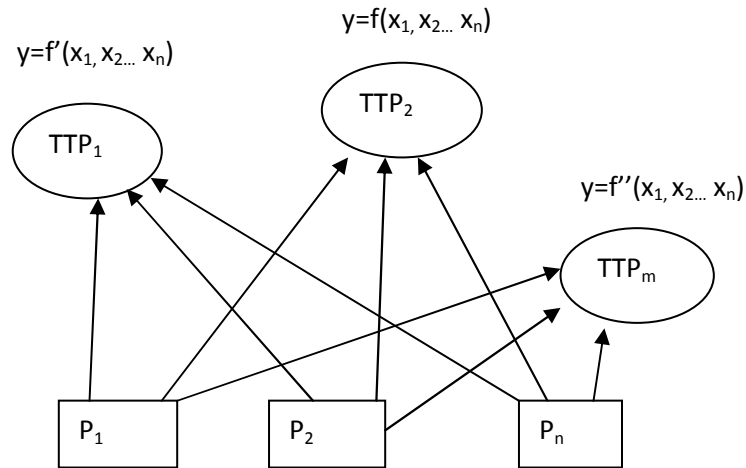 y=f(x₁, x₂... xₙ)
y=f'(x₁, x₂... xₙ)
TTP₂
TTP₁
y=f''(x₁, x₂... xₙ)
TTPₘ
P₁ P₂ Pₙ